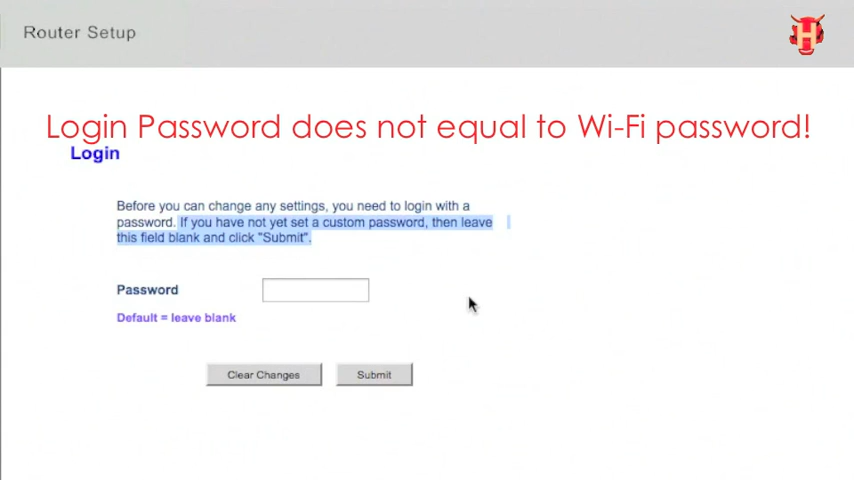 Router Setup
H
Login Password does not equal to Wi-Fi password!
Login
Before you can change any settings, you need to login with a
password. If you have not yet set a custom password, then leave
this field blank and click "Submit".
Password
Default = leave blank
Clear Changes Submit